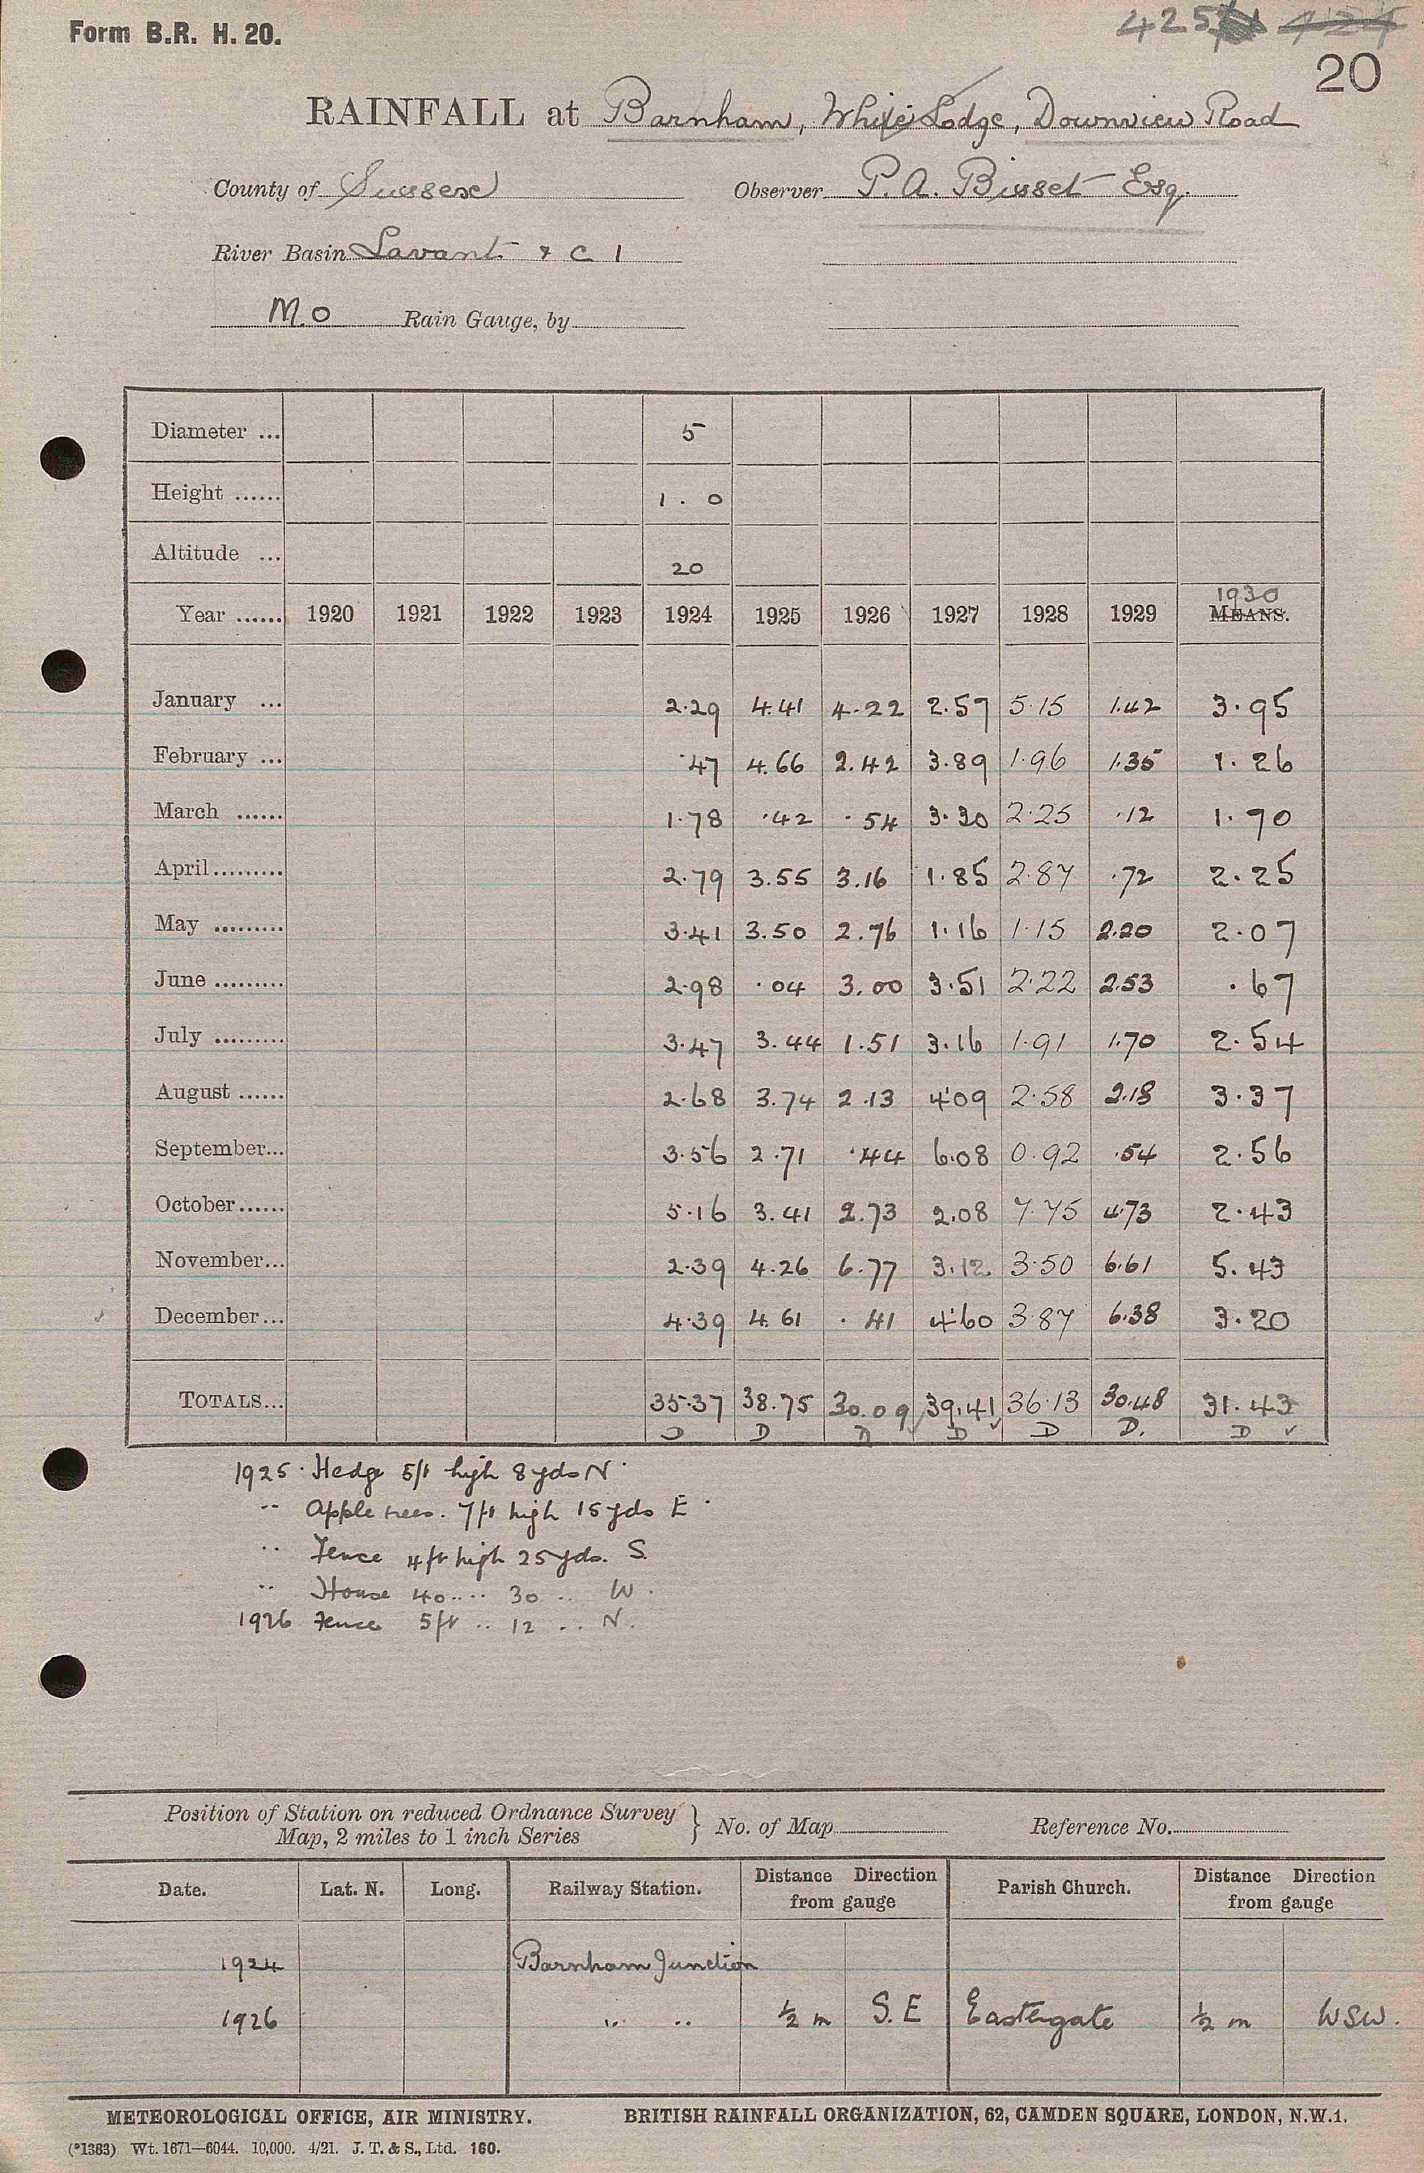 Form B.R. H. 20.
425
20
RAINFALL at Barnham, White Lodge, Downview Road
County of Sussex Observer P. A. Bisset Esq.
River Basin Lavant & C 1
M.O Rain Gauge, by
Diameter ... 5
Height ...... 1 . 0
Altitude ... 20
1930
Year ...... 1920 1921 1922 1923 1924 1925 1926 1927 1928 1929 MEANS.
January ... 2.29 4.41 4.22 2.57 5.15 1.42 3.95
February ... .47 4.66 2.42 3.89 1.96 1.35 1.26
March ...... 1.78 .42 .54 3.30 2.25 .12 1.70
April......... 2.79 3.55 3.16 1.85 2.87 .72 2.25
May ......... 3.41 3.50 2.76 1.16 1.15 2.20 2.07
June ......... 2.98 .04 3.00 3.51 2.22 2.53 .67
July ......... 3.47 3.44 1.51 3.16 1.91 1.70 2.54
August ...... 2.68 3.74 2.13 4.09 2.58 2.18 3.37
September... 3.56 2.71 .44 6.08 0.92 .54 2.56
October...... 5.16 3.41 2.73 2.08 7.75 4.73 2.43
November... 2.39 4.26 6.77 3.12 3.50 6.61 5.43
December... 4.39 4.61 .41 4.60 3.87 6.38 3.20
TOTALS... 35.37 38.75 30.09 39.41 36.13 30.48 31.43
D D D D D D. D
1925 . Hedge 5ft high 8 yds N .
" Apple trees. 7ft high 15 yds E .
" Fence 4ft high 25 yds. S.
" House 40 .. .. 30 .. W .
1926 Fence 5ft .. 12 .. .. N.
Position of Station on reduced Ordnance Survey
Map, 2 miles to 1 inch Series } No. of Map Reference No.
Date. Lat. N. Long. Railway Station. Distance Direction from gauge Parish Church. Distance Direction from gauge
1924 Barnham Junction
1926 " " ½ m S. E Eastergate ½ m WSW.
METEOROLOGICAL OFFICE, AIR MINISTRY. BRITISH RAINFALL ORGANIZATION, 62, CAMDEN SQUARE, LONDON, N.W.1.
(*1383) Wt. 1671—6044. 10,000. 4/21. J. T. & S., Ltd. 160.